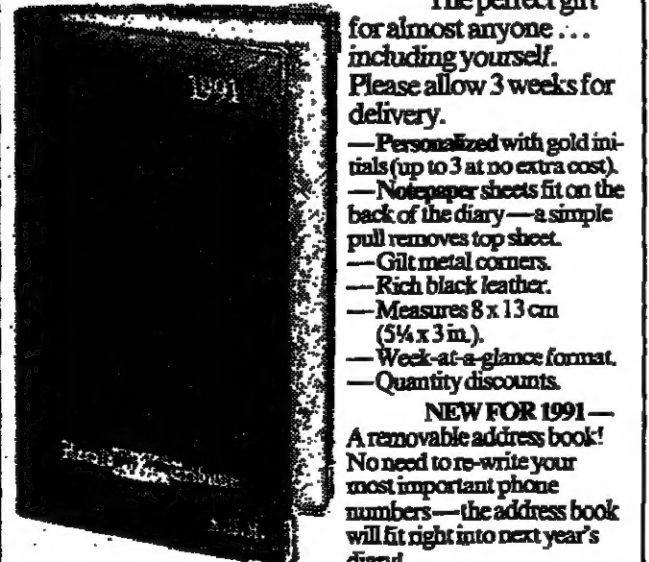 The perfect gift
for almost anyone . . .
including yourself.
Please allow 3 weeks for
delivery.
— Personalized with gold ini-
tials (up to 3 at no extra cost).
— Notepaper sheets fit on the
back of the diary — a simple
pull removes top sheet.
— Gilt metal corners.
— Rich black leather.
— Measures 8 x 13 cm
(5¼ x 3 in.).
— Week-at-a-glance format.
— Quantity discounts.
NEW FOR 1991 —
A removable address book!
No need to re-write your
most important phone
numbers — the address book
will fit right into next year's
diary!
1991